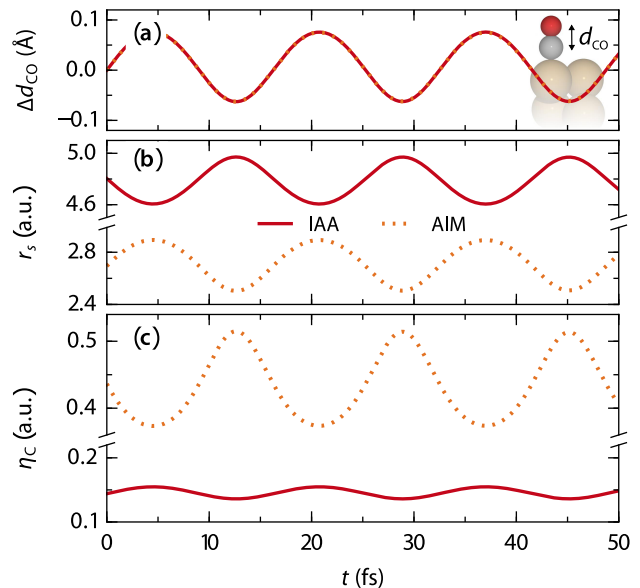 (a)
Δd_CO (Å)
0.1
0.0
−0.1
d_CO
(b)
r_s (a.u.)
5.0
4.6
2.8
2.4
IAA AIM
(c)
η_C (a.u.)
0.5
0.4
0.2
0.1
0 10 20 30 40 50
t (fs)